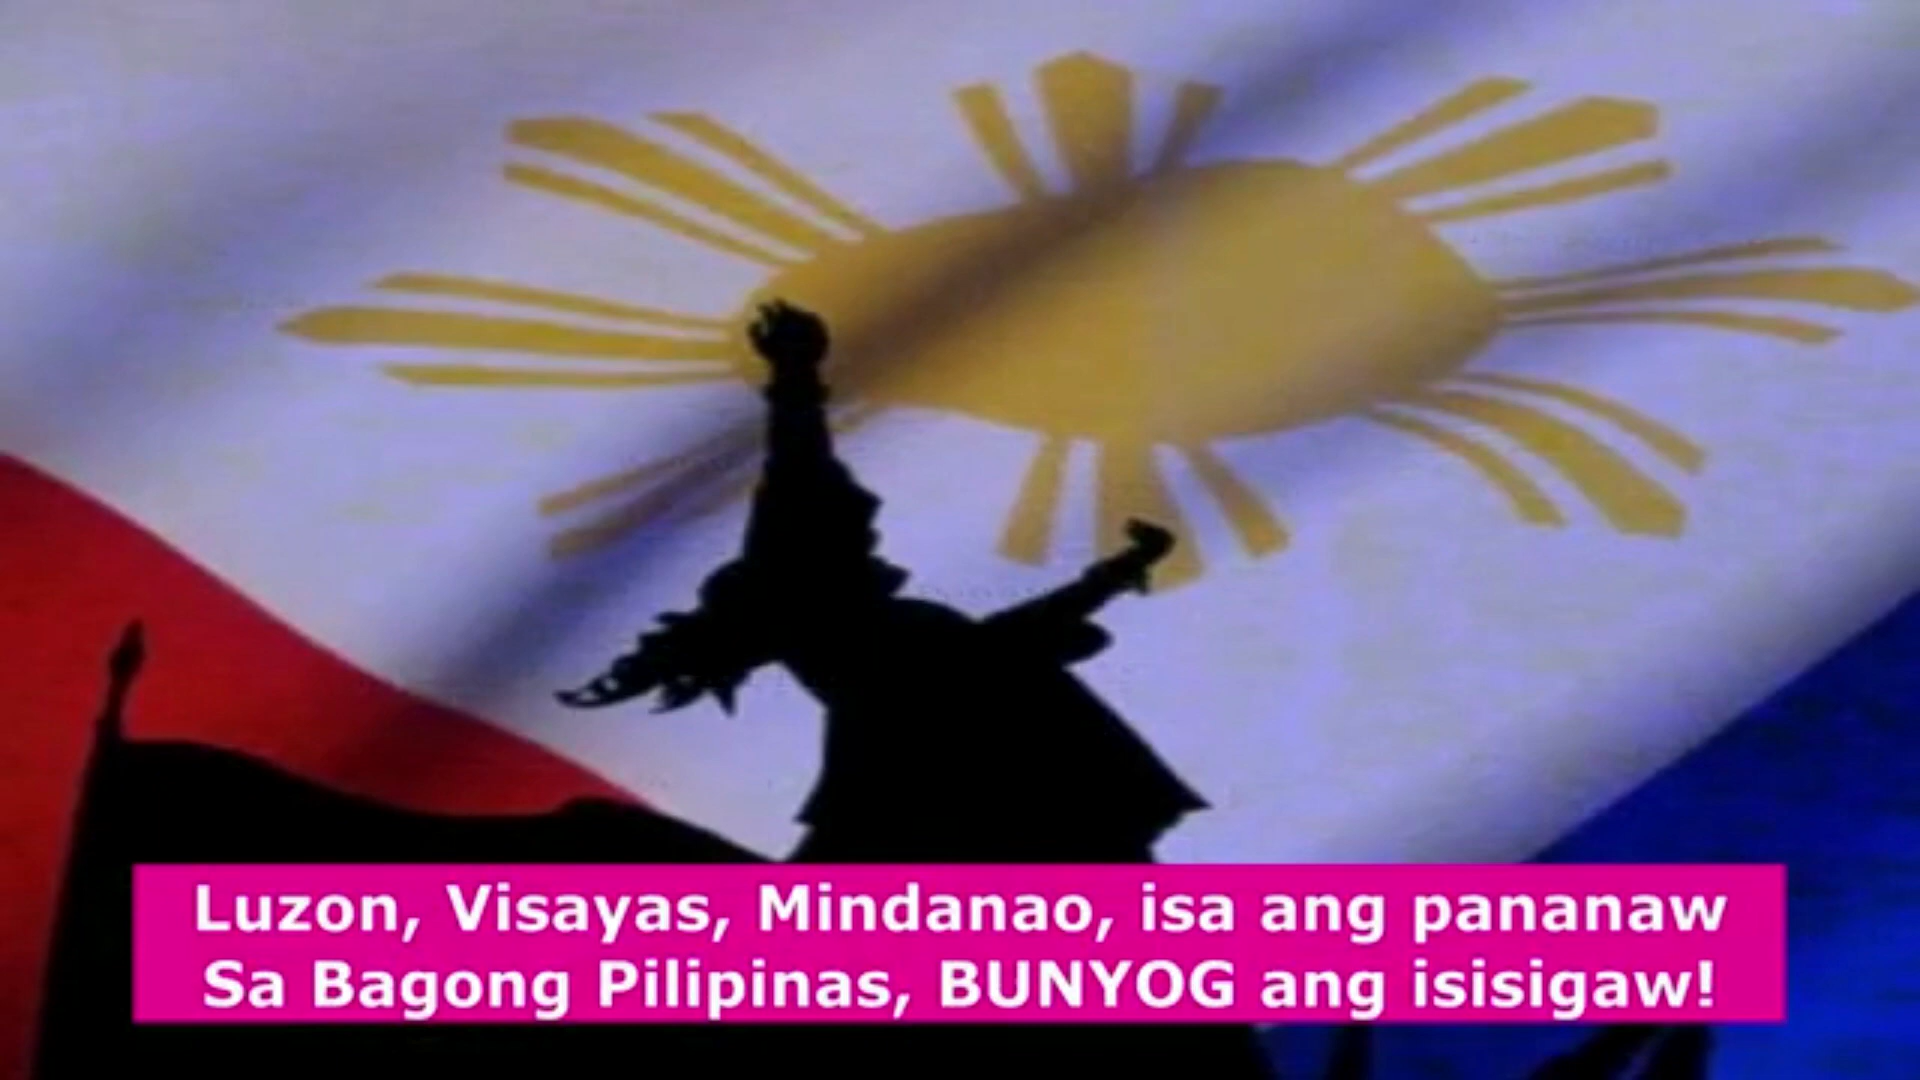 Luzon, Visayas, Mindanao, isa ang pananaw
Sa Bagong Pilipinas, BUNYOG ang isisigaw!